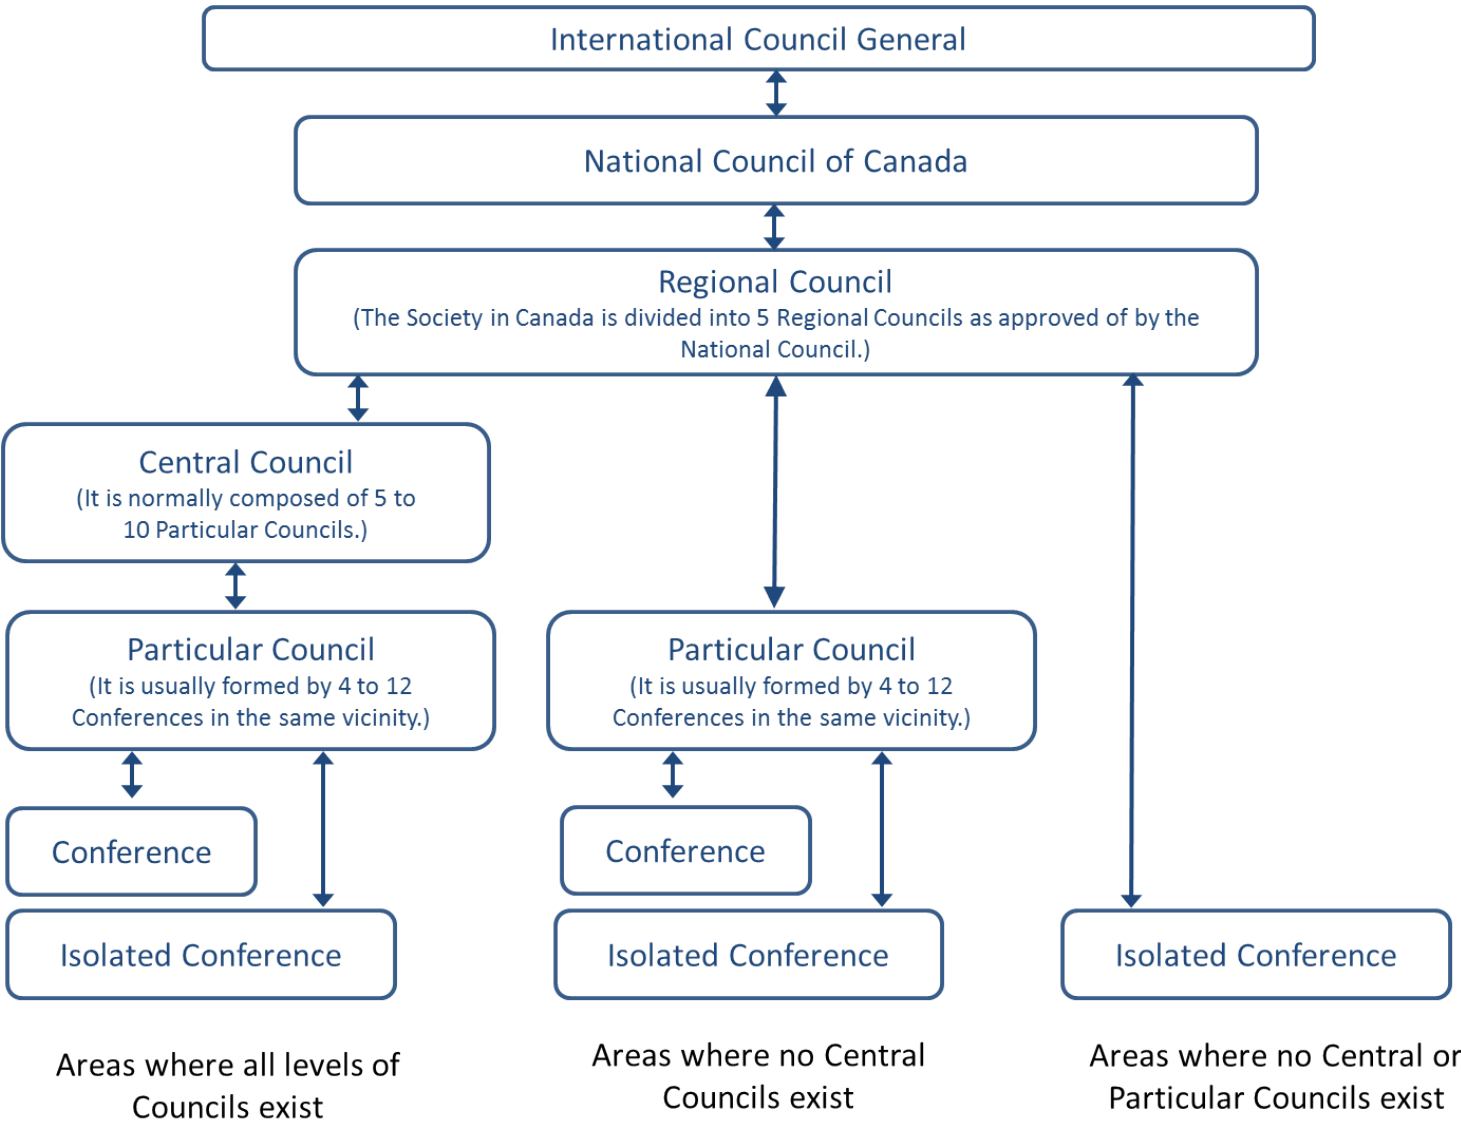 International Council General
National Council of Canada
Regional Council
(The Society in Canada is divided into 5 Regional Councils as approved of by the
National Council.)
Central Council
(It is normally composed of 5 to
10 Particular Councils.)
Particular Council
(It is usually formed by 4 to 12
Conferences in the same vicinity.)
Particular Council
(It is usually formed by 4 to 12
Conferences in the same vicinity.)
Conference
Conference
Isolated Conference
Isolated Conference
Isolated Conference
Areas where all levels of
Councils exist
Areas where no Central
Councils exist
Areas where no Central or
Particular Councils exist